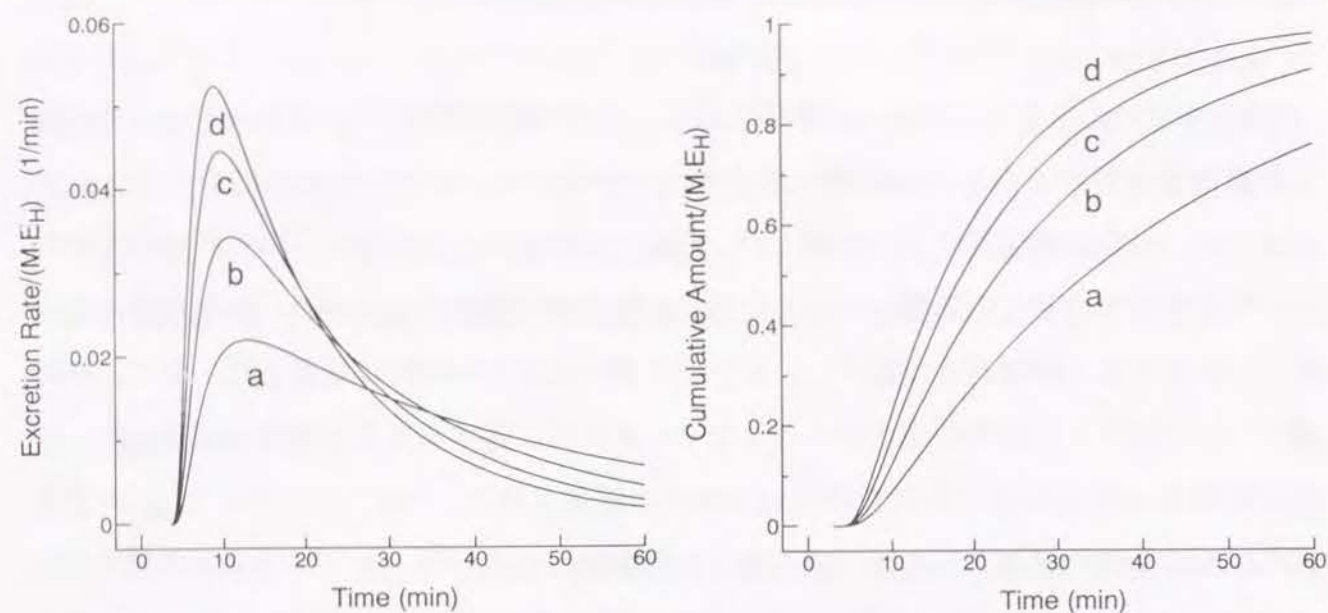 Excretion Rate/(M·E_H) (1/min)
0.06
0.04
0.02
0
d
c
b
a
0 10 20 30 40 50 60
Time (min)
Cumulative Amount/(M·E_H)
1
0.8
0.6
0.4
0.2
0
d
c
b
a
0 10 20 30 40 50 60
Time (min)